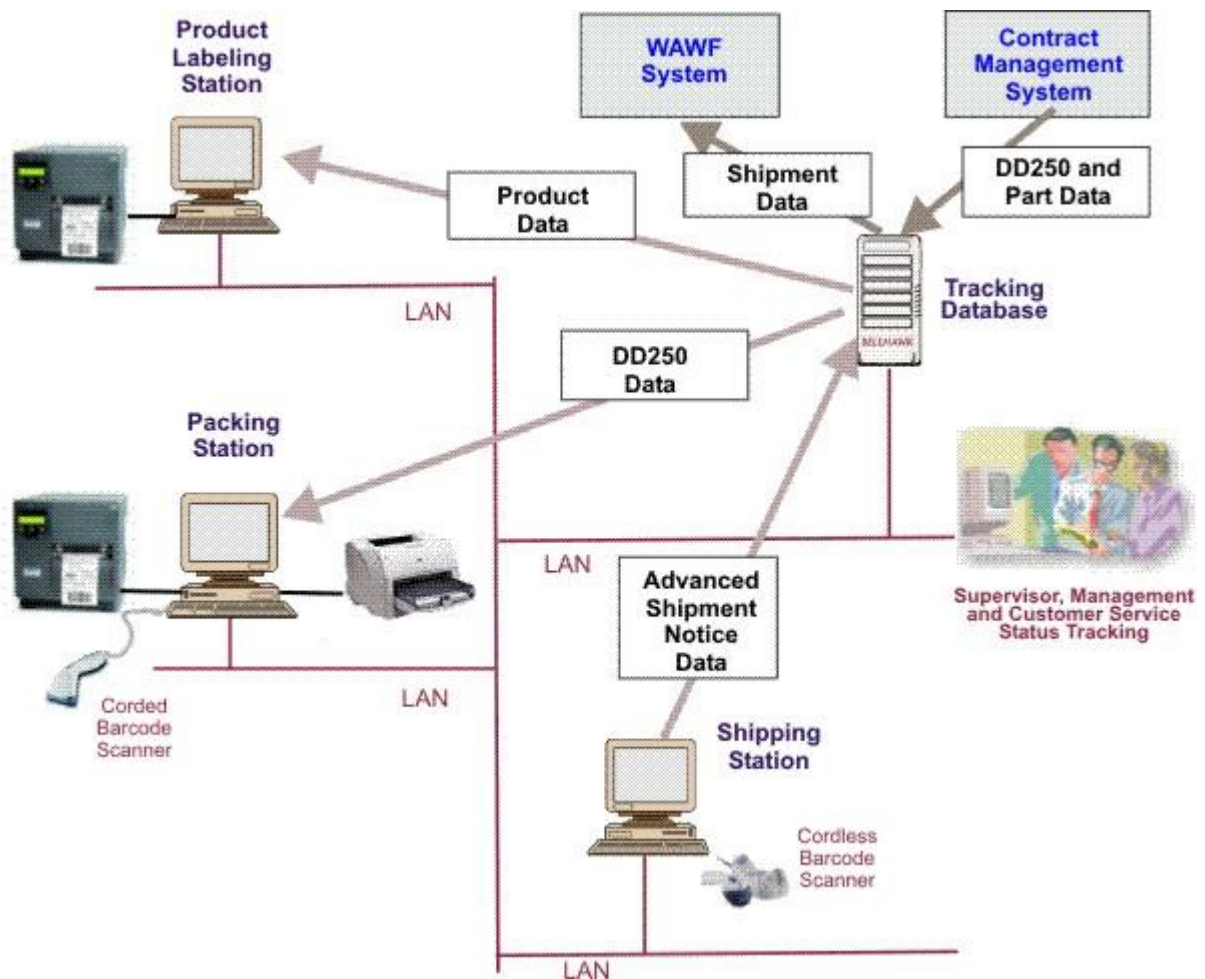 Product
Labeling
Station
WAWF
System
Contract
Management
System
Product
Data
Shipment
Data
DD250 and
Part Data
Tracking
Database
BELLHAWK
LAN
DD250
Data
Packing
Station
LAN
Advanced
Shipment
Notice
Data
Supervisor, Management
and Customer Service
Status Tracking
LAN
Corded
Barcode
Scanner
Shipping
Station
Cordless
Barcode
Scanner
LAN